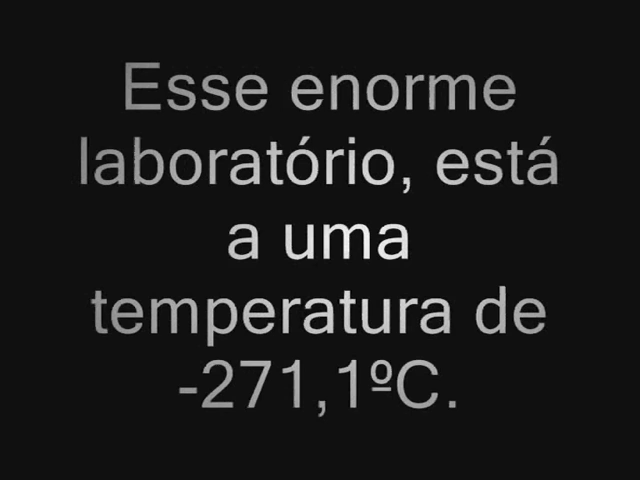 Esse enorme
laboratório, está
a uma
temperatura de
-271,1ºC.